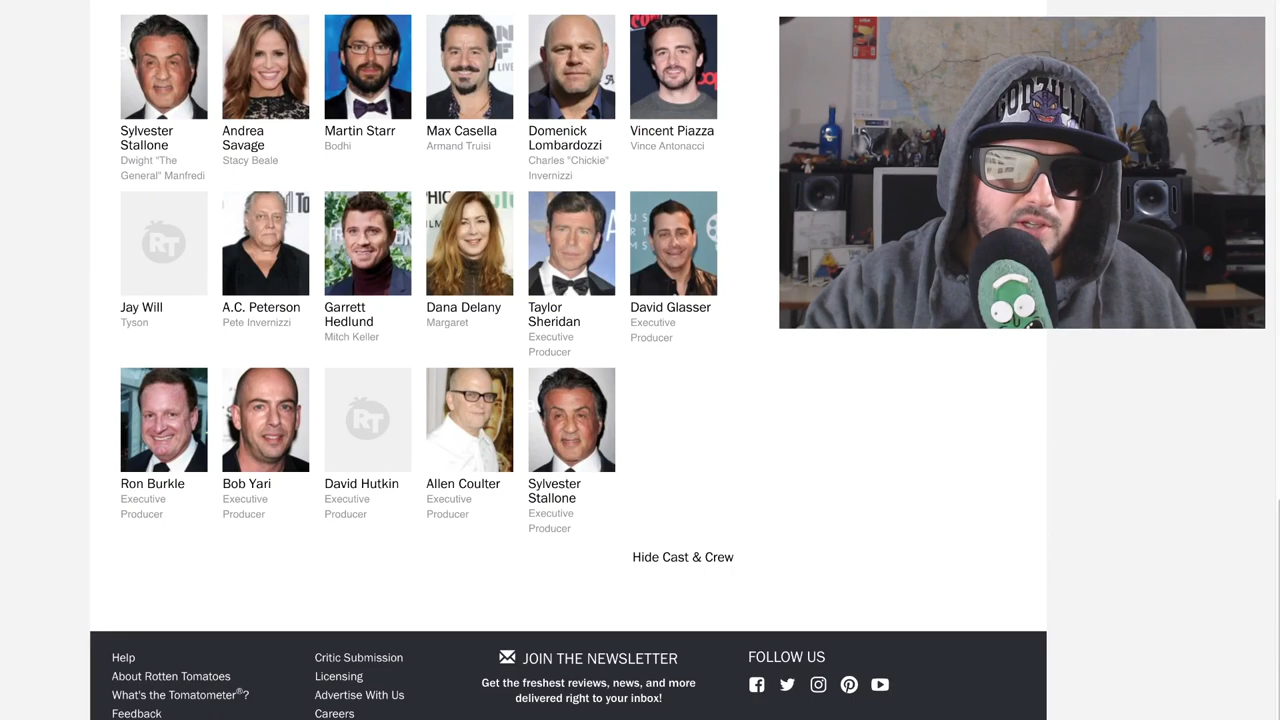 Sylvester
Stallone
Dwight "The
General" Manfredi
Andrea
Savage
Stacy Beale
Martin Starr
Bodhi
Max Casella
Armand Truisi
Domenick
Lombardozzi
Charles "Chickie"
Invernizzi
Vincent Piazza
Vince Antonacci
RT
Jay Will
Tyson
A.C. Peterson
Pete Invernizzi
Garrett
Hedlund
Mitch Keller
Dana Delany
Margaret
Taylor
Sheridan
Executive
Producer
David Glasser
Executive
Producer
Ron Burkle
Executive
Producer
Bob Yari
Executive
Producer
RT
David Hutkin
Executive
Producer
Allen Coulter
Executive
Producer
Sylvester
Stallone
Executive
Producer
Hide Cast & Crew
Help
About Rotten Tomatoes
What's the Tomatometer®?
Feedback
Critic Submission
Licensing
Advertise With Us
Careers
JOIN THE NEWSLETTER
Get the freshest reviews, news, and more
delivered right to your inbox!
FOLLOW US
GODZILLA